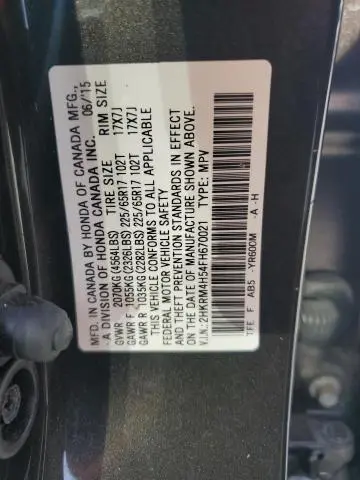 MFD. IN CANADA BY HONDA OF CANADA MFG.,
A DIVISION OF HONDA CANADA INC. 06/15
TIRE SIZE RIM SIZE
GVWR 2070KG(4564LBS)
GAWR F 1055KG(2326LBS) 225/65R17 102T 17X7J
GAWR R 1035KG(2282LBS) 225/65R17 102T 17X7J
THIS VEHICLE CONFORMS TO ALL APPLICABLE
FEDERAL MOTOR VEHICLE SAFETY
AND THEFT PREVENTION STANDARDS IN EFFECT
ON THE DATE OF MANUFACTURE SHOWN ABOVE.
V.I.N.: 2HKRM4H54FH670021 TYPE: MPV
TFE F AB5 -YR600M -A -H